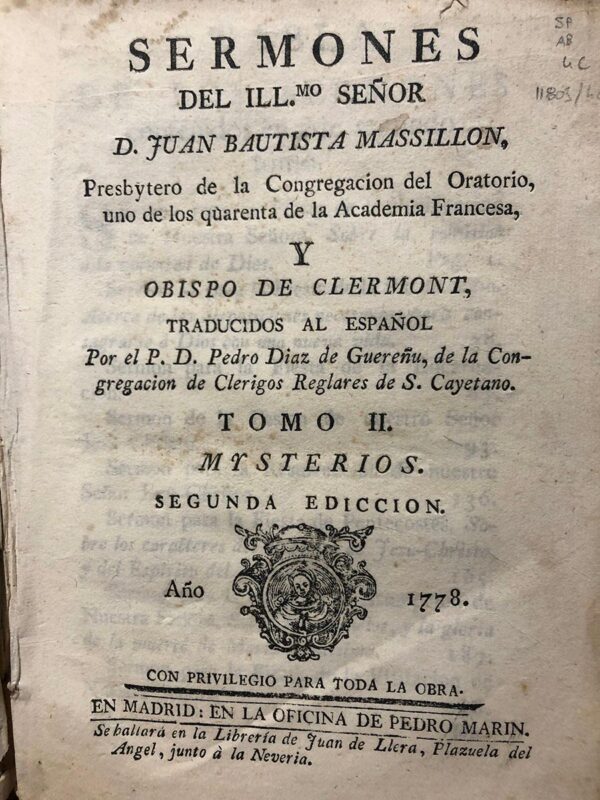 SERMONES
DEL ILL.MO SEÑOR
D. JUAN BAUTISTA MASSILLON,
Presbytero de la Congregacion del Oratorio,
uno de los quarenta de la Academia Francesa,
Y
OBISPO DE CLERMONT,
TRADUCIDOS AL ESPAÑOL
Por el P. D. Pedro Diaz de Guereñu, de la Con-
gregacion de Clerigos Reglares de S. Cayetano.
TOMO II.
MYSTERIOS.
SEGUNDA EDICCION.
Año 1778.
CON PRIVILEGIO PARA TODA LA OBRA.
EN MADRID: EN LA OFICINA DE PEDRO MARIN.
Se hallará en la Librería de Juan de Llera, Plazuela del
Angel, junto à la Neveria.